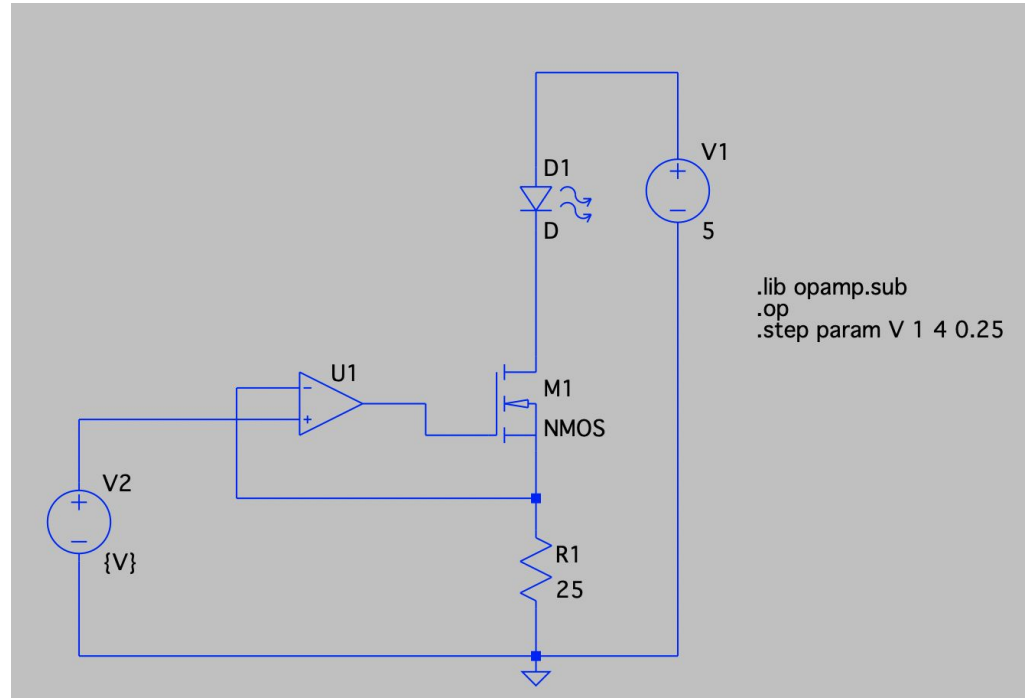 D1
D
V1
+
−
5
.lib opamp.sub
.op
.step param V 1 4 0.25
U1
−
+
M1
NMOS
V2
+
−
{V}
R1
25